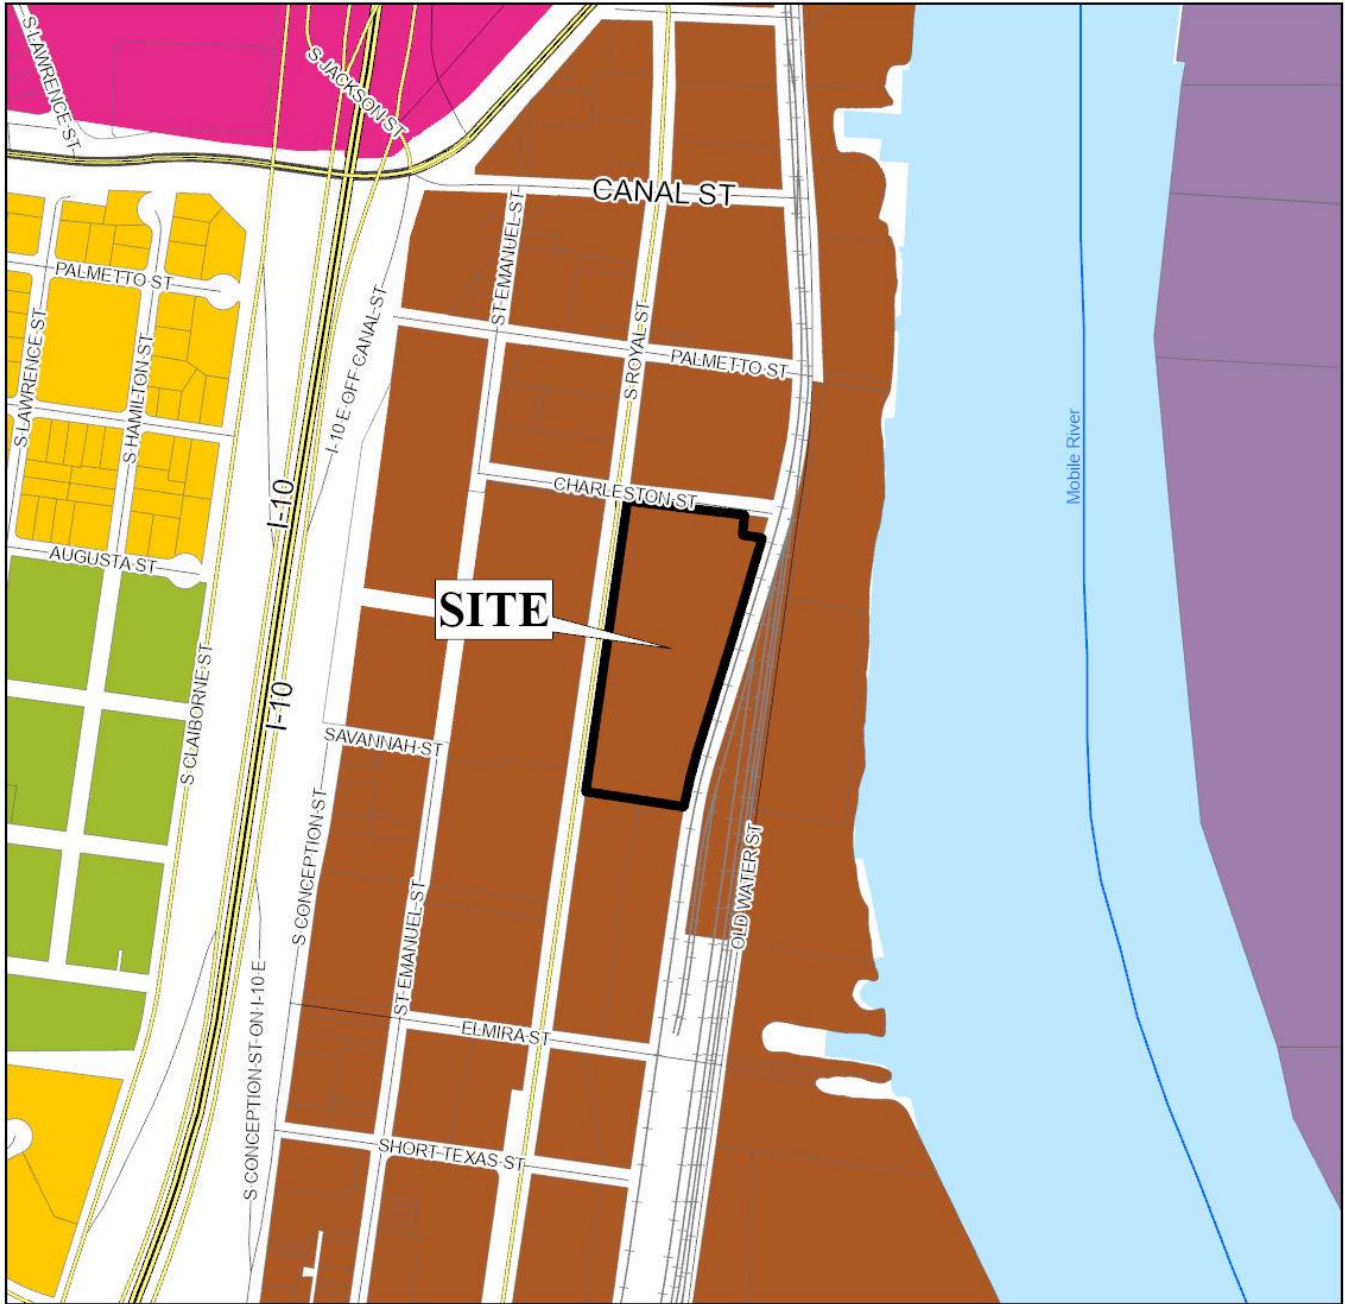 S LAWRENCE ST
S JACKSON ST
CANAL ST
ST EMANUEL ST
PALMETTO ST
S LAWRENCE ST
S HAMILTON ST
I-10 E OFF CANAL ST
S ROYAL ST
PALMETTO ST
Mobile River
I-10
CHARLESTON ST
AUGUSTA ST
SITE
S CLAIBORNE ST
I-10
SAVANNAH ST
S CONCEPTION ST
OLD WATER ST
ST EMANUEL ST
S CONCEPTION ST ON I-10 E
ELMIRA ST
SHORT TEXAS ST